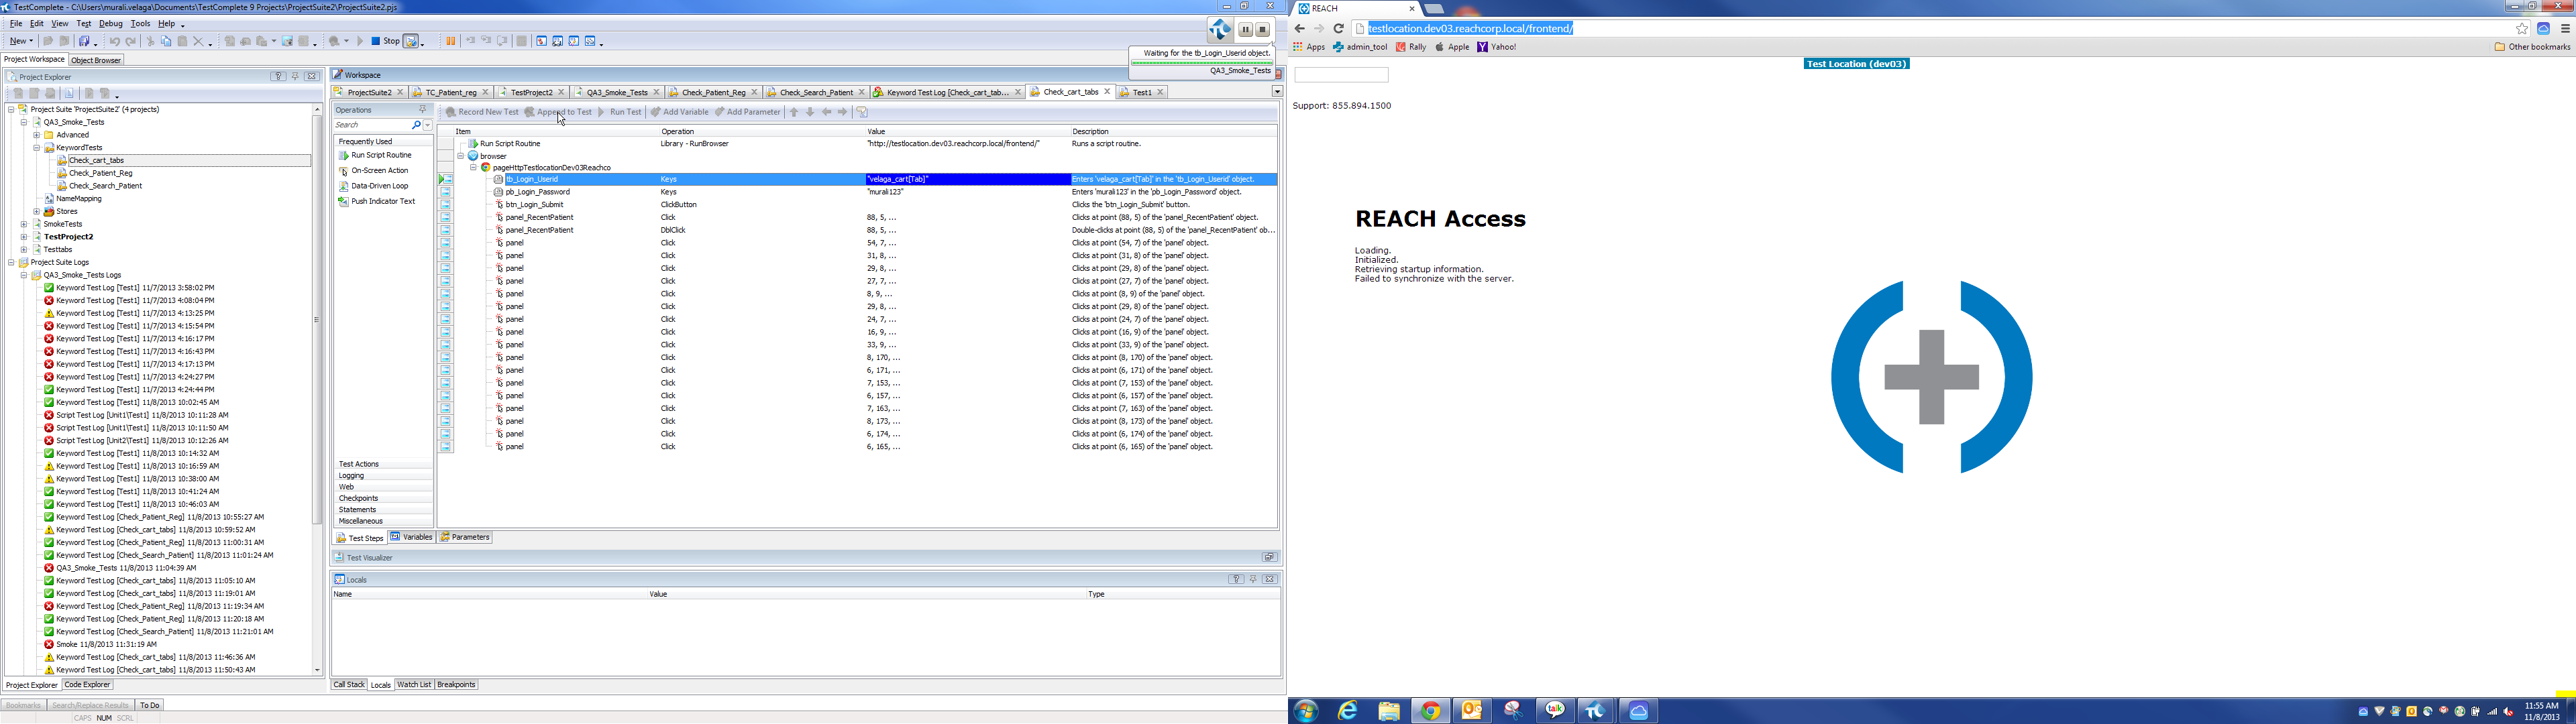 TestComplete - C:\Users\murali.velaga\Documents\TestComplete 9 Projects\ProjectSuite2\ProjectSuite2.pjs
File Edit View Test Debug Tools Help
New Stop
Waiting for the tb_Login_Userid object.
QA3_Smoke_Tests
Project Workspace Object Browser
Project Explorer
Project Suite 'ProjectSuite2' (4 projects)
QA3_Smoke_Tests
Advanced
KeywordTests
Check_cart_tabs
Check_Patient_Reg
Check_Search_Patient
NameMapping
Stores
SmokeTests
TestProject2
Testtabs
Project Suite Logs
QA3_Smoke_Tests Logs
Keyword Test Log [Test1] 11/7/2013 3:58:02 PM
Keyword Test Log [Test1] 11/7/2013 4:08:04 PM
Keyword Test Log [Test1] 11/7/2013 4:13:25 PM
Keyword Test Log [Test1] 11/7/2013 4:15:54 PM
Keyword Test Log [Test1] 11/7/2013 4:16:17 PM
Keyword Test Log [Test1] 11/7/2013 4:16:43 PM
Keyword Test Log [Test1] 11/7/2013 4:17:13 PM
Keyword Test Log [Test1] 11/7/2013 4:24:27 PM
Keyword Test Log [Test1] 11/7/2013 4:24:44 PM
Keyword Test Log [Test1] 11/8/2013 10:02:45 AM
Script Test Log [Unit1\Test1] 11/8/2013 10:11:28 AM
Script Test Log [Unit1\Test1] 11/8/2013 10:11:50 AM
Script Test Log [Unit2\Test1] 11/8/2013 10:12:26 AM
Keyword Test Log [Test1] 11/8/2013 10:14:32 AM
Keyword Test Log [Test1] 11/8/2013 10:16:59 AM
Keyword Test Log [Test1] 11/8/2013 10:38:00 AM
Keyword Test Log [Test1] 11/8/2013 10:41:24 AM
Keyword Test Log [Test1] 11/8/2013 10:46:03 AM
Keyword Test Log [Check_Patient_Reg] 11/8/2013 10:55:27 AM
Keyword Test Log [Check_cart_tabs] 11/8/2013 10:59:52 AM
Keyword Test Log [Check_Patient_Reg] 11/8/2013 11:00:31 AM
Keyword Test Log [Check_Search_Patient] 11/8/2013 11:01:24 AM
QA3_Smoke_Tests 11/8/2013 11:04:39 AM
Keyword Test Log [Check_cart_tabs] 11/8/2013 11:05:10 AM
Keyword Test Log [Check_cart_tabs] 11/8/2013 11:19:01 AM
Keyword Test Log [Check_Patient_Reg] 11/8/2013 11:19:34 AM
Keyword Test Log [Check_Patient_Reg] 11/8/2013 11:20:18 AM
Keyword Test Log [Check_Search_Patient] 11/8/2013 11:21:01 AM
Smoke 11/8/2013 11:31:19 AM
Keyword Test Log [Check_cart_tabs] 11/8/2013 11:46:36 AM
Keyword Test Log [Check_cart_tabs] 11/8/2013 11:50:43 AM
Project Explorer Code Explorer
Bookmarks Search/Replace Results To Do
CAPS NUM SCRL
Workspace
ProjectSuite2 TC_Patient_reg TestProject2 QA3_Smoke_Tests Check_Patient_Reg Check_Search_Patient Keyword Test Log [Check_cart_tab... Check_cart_tabs Test1
Operations
Search
Frequently Used
Run Script Routine
On-Screen Action
Data-Driven Loop
Push Indicator Text
Test Actions
Logging
Web
Checkpoints
Statements
Miscellaneous
Record New Test Append to Test Run Test Add Variable Add Parameter
Item Operation Value Description
Run Script Routine Library - RunBrowser "http://testlocation.dev03.reachcorp.local/frontend/" Runs a script routine.
browser
pageHttpTestlocationDev03Reachco
tb_Login_Userid Keys "velaga_cart[Tab]" Enters 'velaga_cart[Tab]' in the 'tb_Login_Userid' object.
pb_Login_Password Keys "murali123" Enters 'murali123' in the 'pb_Login_Password' object.
btn_Login_Submit ClickButton Clicks the 'btn_Login_Submit' button.
panel_RecentPatient Click 88, 5, ... Clicks at point (88, 5) of the 'panel_RecentPatient' object.
panel_RecentPatient DblClick 88, 5, ... Double-clicks at point (88, 5) of the 'panel_RecentPatient' ob...
panel Click 54, 7, ... Clicks at point (54, 7) of the 'panel' object.
panel Click 31, 8, ... Clicks at point (31, 8) of the 'panel' object.
panel Click 29, 8, ... Clicks at point (29, 8) of the 'panel' object.
panel Click 27, 7, ... Clicks at point (27, 7) of the 'panel' object.
panel Click 8, 9, ... Clicks at point (8, 9) of the 'panel' object.
panel Click 29, 8, ... Clicks at point (29, 8) of the 'panel' object.
panel Click 24, 7, ... Clicks at point (24, 7) of the 'panel' object.
panel Click 16, 9, ... Clicks at point (16, 9) of the 'panel' object.
panel Click 33, 9, ... Clicks at point (33, 9) of the 'panel' object.
panel Click 8, 170, ... Clicks at point (8, 170) of the 'panel' object.
panel Click 6, 171, ... Clicks at point (6, 171) of the 'panel' object.
panel Click 7, 153, ... Clicks at point (7, 153) of the 'panel' object.
panel Click 6, 157, ... Clicks at point (6, 157) of the 'panel' object.
panel Click 7, 163, ... Clicks at point (7, 163) of the 'panel' object.
panel Click 8, 173, ... Clicks at point (8, 173) of the 'panel' object.
panel Click 6, 174, ... Clicks at point (6, 174) of the 'panel' object.
panel Click 6, 165, ... Clicks at point (6, 165) of the 'panel' object.
Test Steps Variables Parameters
Test Visualizer
Locals
Name Value Type
Call Stack Locals Watch List Breakpoints
REACH
testlocation.dev03.reachcorp.local/frontend/
Apps admin_tool Rally Apple Yahoo! Other bookmarks
Test Location (dev03)
Support: 855.894.1500
REACH Access
Loading.
Initialized.
Retrieving startup information.
Failed to synchronize with the server.
talk
11:55 AM
11/8/2013